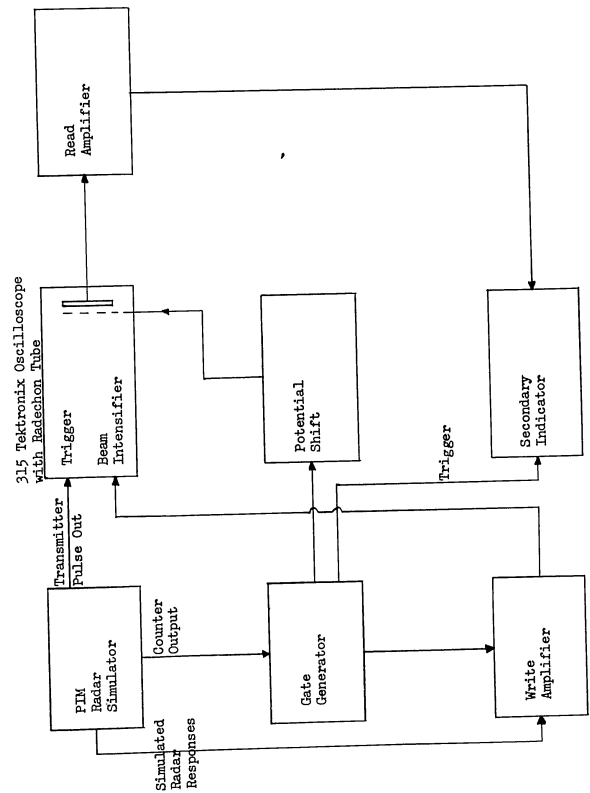 315 Tektronix Oscilloscope
with Radechon Tube
Transmitter
Pulse Out
Trigger
Beam
Intensifier
Read
Amplifier
PIM
Radar
Simulator
Counter
Output
Simulated
Radar
Responses
Gate
Generator
Potential
Shift
Trigger
Write
Amplifier
Secondary
Indicator